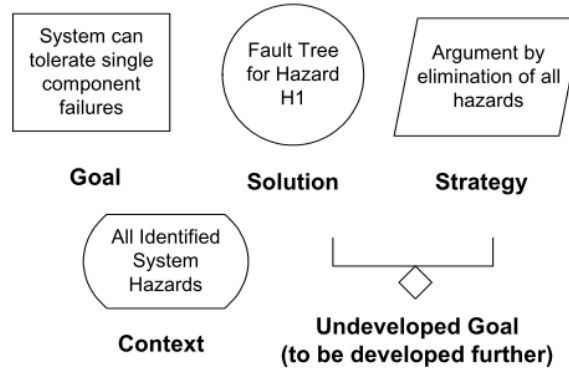 System can
tolerate single
component
failures
Goal
Fault Tree
for Hazard
H1
Solution
Argument by
elimination of all
hazards
Strategy
All Identified
System
Hazards
Context
Undeveloped Goal
(to be developed further)